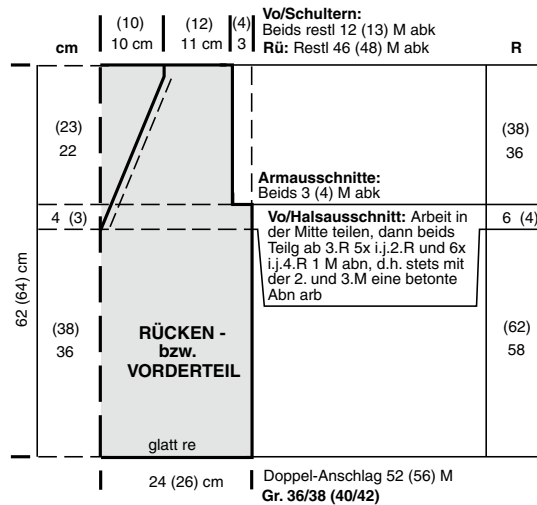 (10) (12) (4)
10 cm 11 cm 3
Vo/Schultern:
Beids restl 12 (13) M abk
Rü: Restl 46 (48) M abk
cm
R
(23)
22
(38)
36
Armausschnitte:
Beids 3 (4) M abk
4 (3)
6 (4)
Vo/Halsausschnitt: Arbeit in
der Mitte teilen, dann beids
Teilg ab 3.R 5x i.j.2.R und 6x
i.j.4.R 1 M abn, d.h. stets mit
der 2. und 3.M eine betonte
Abn arb
62 (64) cm
(38)
36
RÜCKEN -
bzw.
VORDERTEIL
(62)
58
glatt re
24 (26) cm
Doppel-Anschlag 52 (56) M
Gr. 36/38 (40/42)